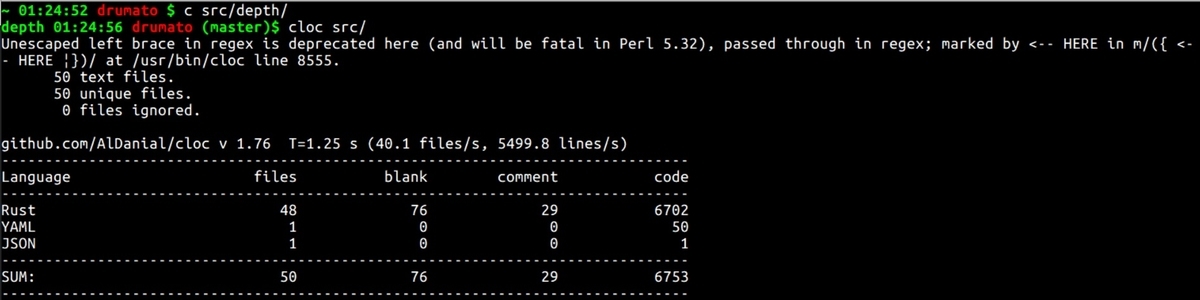 ~ 01:24:52 drumato $ c src/depth/
depth 01:24:56 drumato (master)$ cloc src/
Unescaped left brace in regex is deprecated here (and will be fatal in Perl 5.32), passed through in regex; marked by <-- HERE in m/({ <-
- HERE ¦})/ at /usr/bin/cloc line 8555.
      50 text files.
      50 unique files.
       0 files ignored.

github.com/AlDanial/cloc v 1.76  T=1.25 s (40.1 files/s, 5499.8 lines/s)
-------------------------------------------------------------------------------
Language                     files          blank        comment           code
-------------------------------------------------------------------------------
Rust                            48             76             29           6702
YAML                             1              0              0             50
JSON                             1              0              0              1
-------------------------------------------------------------------------------
SUM:                            50             76             29           6753
-------------------------------------------------------------------------------